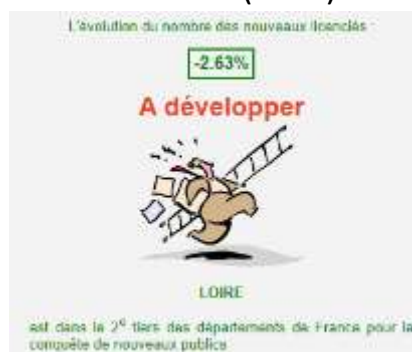 L'évolution du nombre des nouveaux licenciés :
-2.63%
A développer
LOIRE
est dans le 2e tiers des départements de France pour la
conquête de nouveaux publics